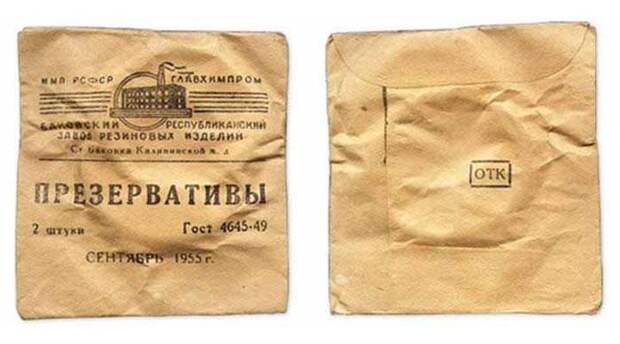 ММП РСФСР ГЛАВХИМПРОМ
БАКОВСКИЙ РЕСПУБЛИКАНСКИЙ
ЗАВОД РЕЗИНОВЫХ ИЗДЕЛИЙ
Ст Баковка Калининской ж. д
ПРЕЗЕРВАТИВЫ
2 штуки Гост 4645-49
СЕНТЯБРЬ 1955 г.
ОТК